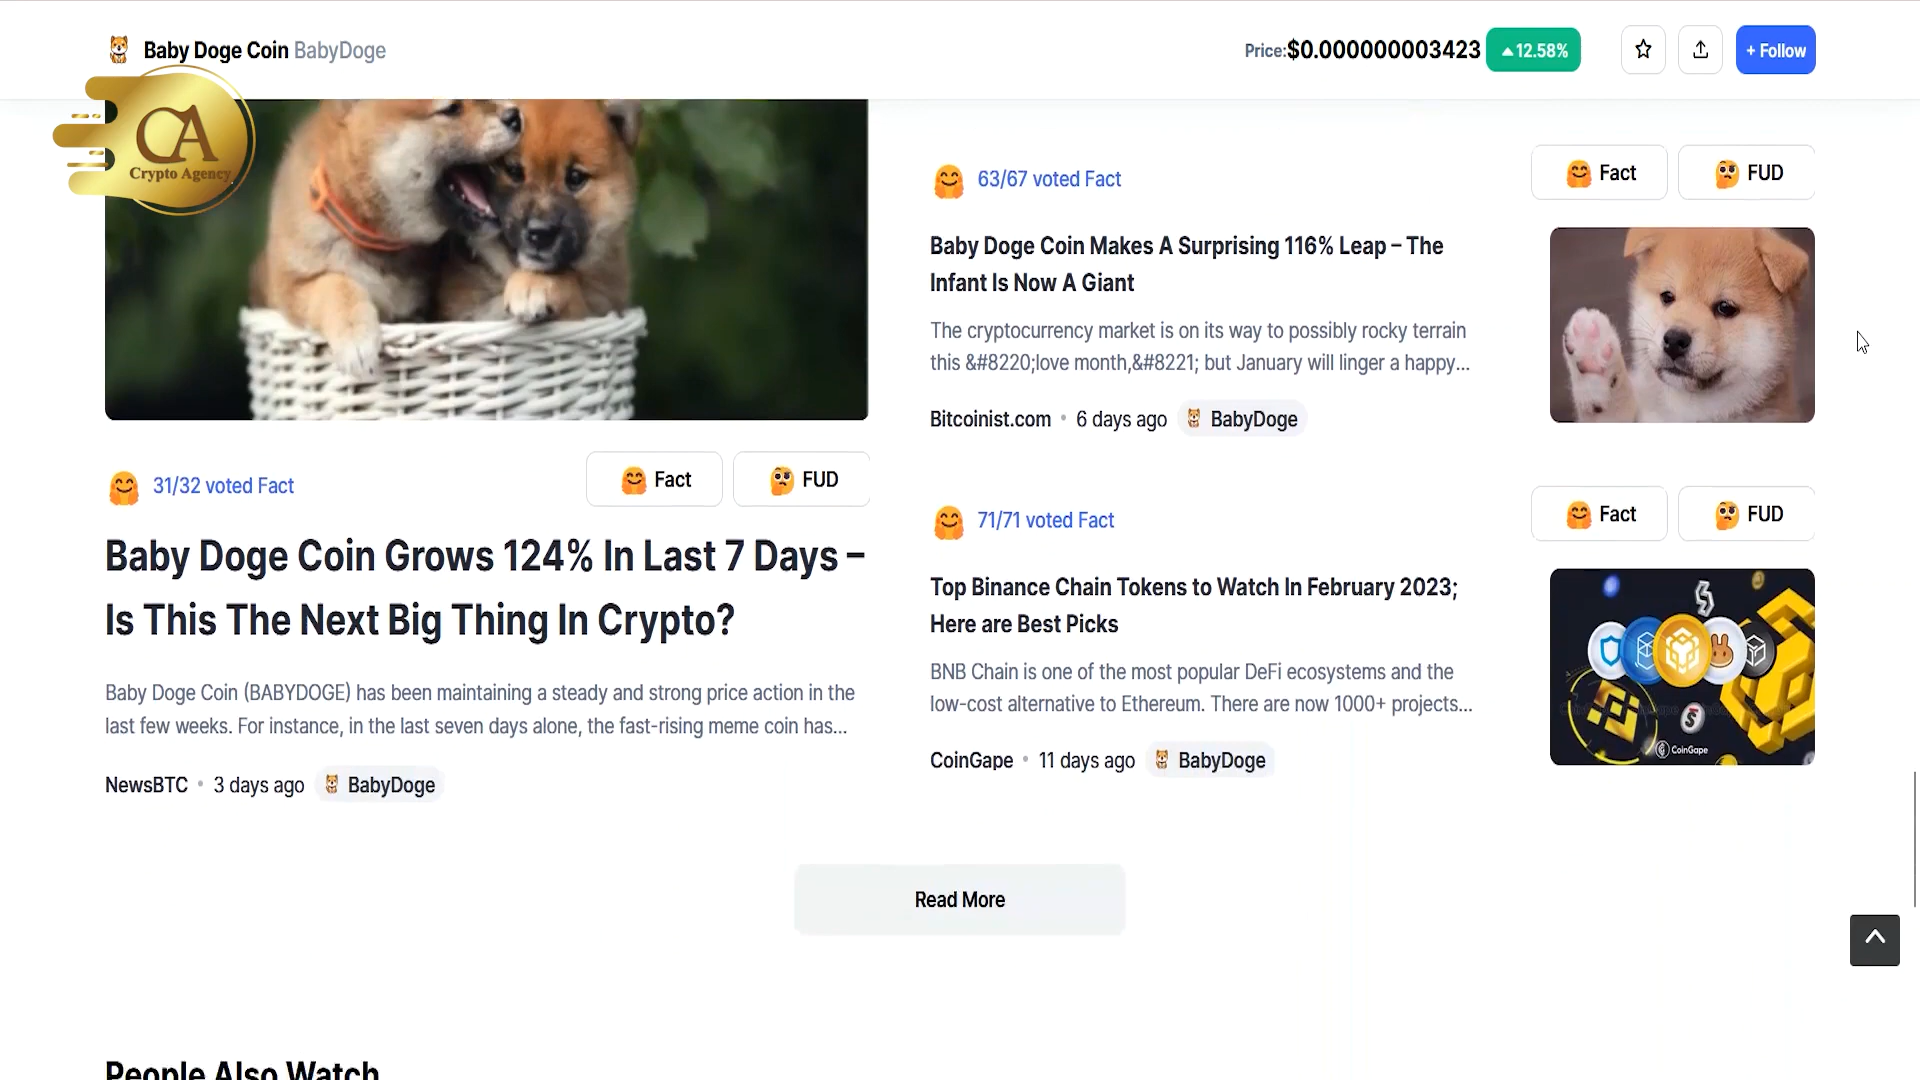 Baby Doge Coin BabyDoge
Price:$0.000000003423
12.58%
+ Follow
CA
Crypto Agency
31/32 voted Fact
Fact
FUD
Baby Doge Coin Grows 124% In Last 7 Days –
Is This The Next Big Thing In Crypto?
Baby Doge Coin (BABYDOGE) has been maintaining a steady and strong price action in the
last few weeks. For instance, in the last seven days alone, the fast-rising meme coin has...
NewsBTC • 3 days ago BabyDoge
63/67 voted Fact
Fact
FUD
Baby Doge Coin Makes A Surprising 116% Leap – The
Infant Is Now A Giant
The cryptocurrency market is on its way to possibly rocky terrain
this &#8220;love month,&#8221; but January will linger a happy...
Bitcoinist.com • 6 days ago BabyDoge
71/71 voted Fact
Fact
FUD
Top Binance Chain Tokens to Watch In February 2023;
Here are Best Picks
BNB Chain is one of the most popular DeFi ecosystems and the
low-cost alternative to Ethereum. There are now 1000+ projects...
CoinGape • 11 days ago BabyDoge
CoinGape
Read More
People Also Watch